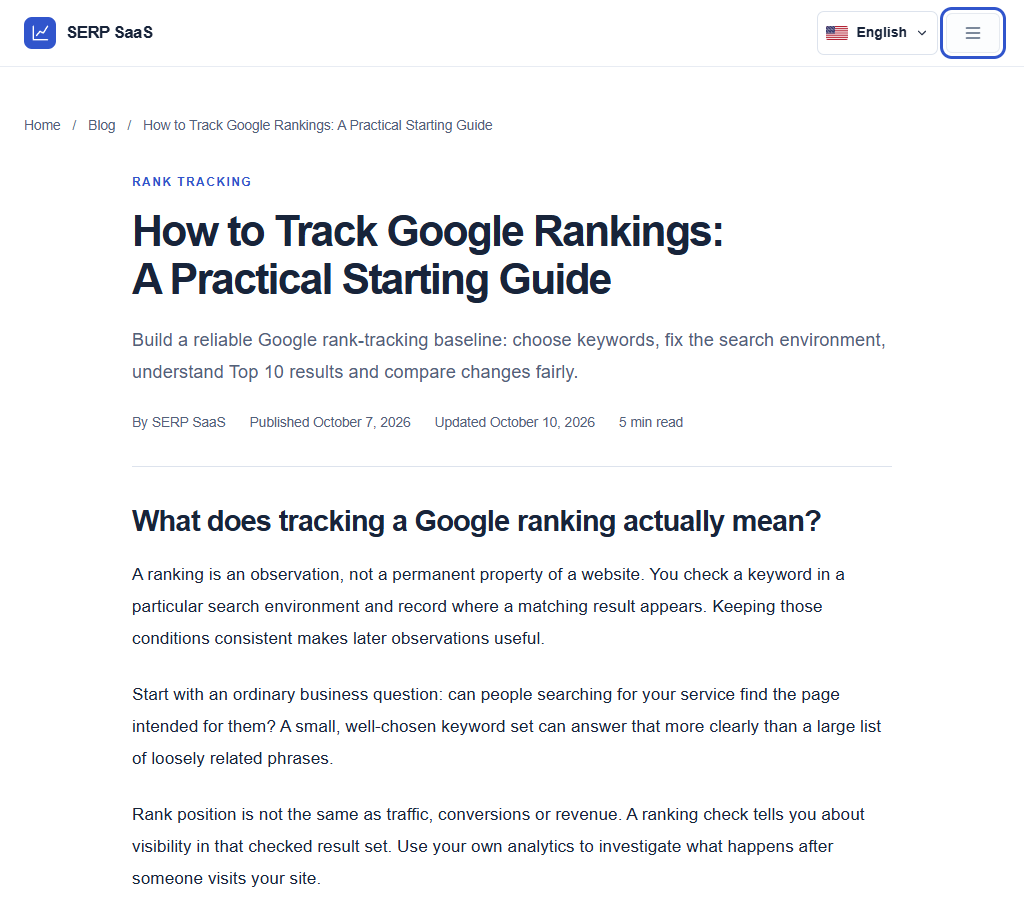 SERP SaaS
English
Home / Blog / How to Track Google Rankings: A Practical Starting Guide
RANK TRACKING
How to Track Google Rankings:
A Practical Starting Guide
Build a reliable Google rank-tracking baseline: choose keywords, fix the search environment,
understand Top 10 results and compare changes fairly.
By SERP SaaS Published October 7, 2026 Updated October 10, 2026 5 min read
What does tracking a Google ranking actually mean?
A ranking is an observation, not a permanent property of a website. You check a keyword in a
particular search environment and record where a matching result appears. Keeping those
conditions consistent makes later observations useful.
Start with an ordinary business question: can people searching for your service find the page
intended for them? A small, well-chosen keyword set can answer that more clearly than a large list
of loosely related phrases.
Rank position is not the same as traffic, conversions or revenue. A ranking check tells you about
visibility in that checked result set. Use your own analytics to investigate what happens after
someone visits your site.